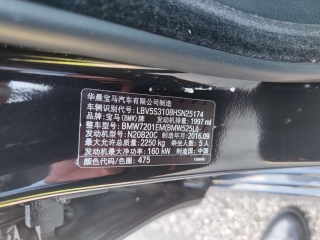 华晨宝马汽车有限公司制造
车辆识别代号: LBV5S3108HSN25174
品牌: 宝马(BMW)牌 发动机排量: 1997 ml
型号: BMW7201EM(BMW525Li)
发动机型号: N20B20C 制造年月: 2016.09
最大允许总质量: 2250 kg 乘坐人数: 5 人
发动机最大净功率: 160 kW 制造国: 中国
颜色代码/色圈: 475